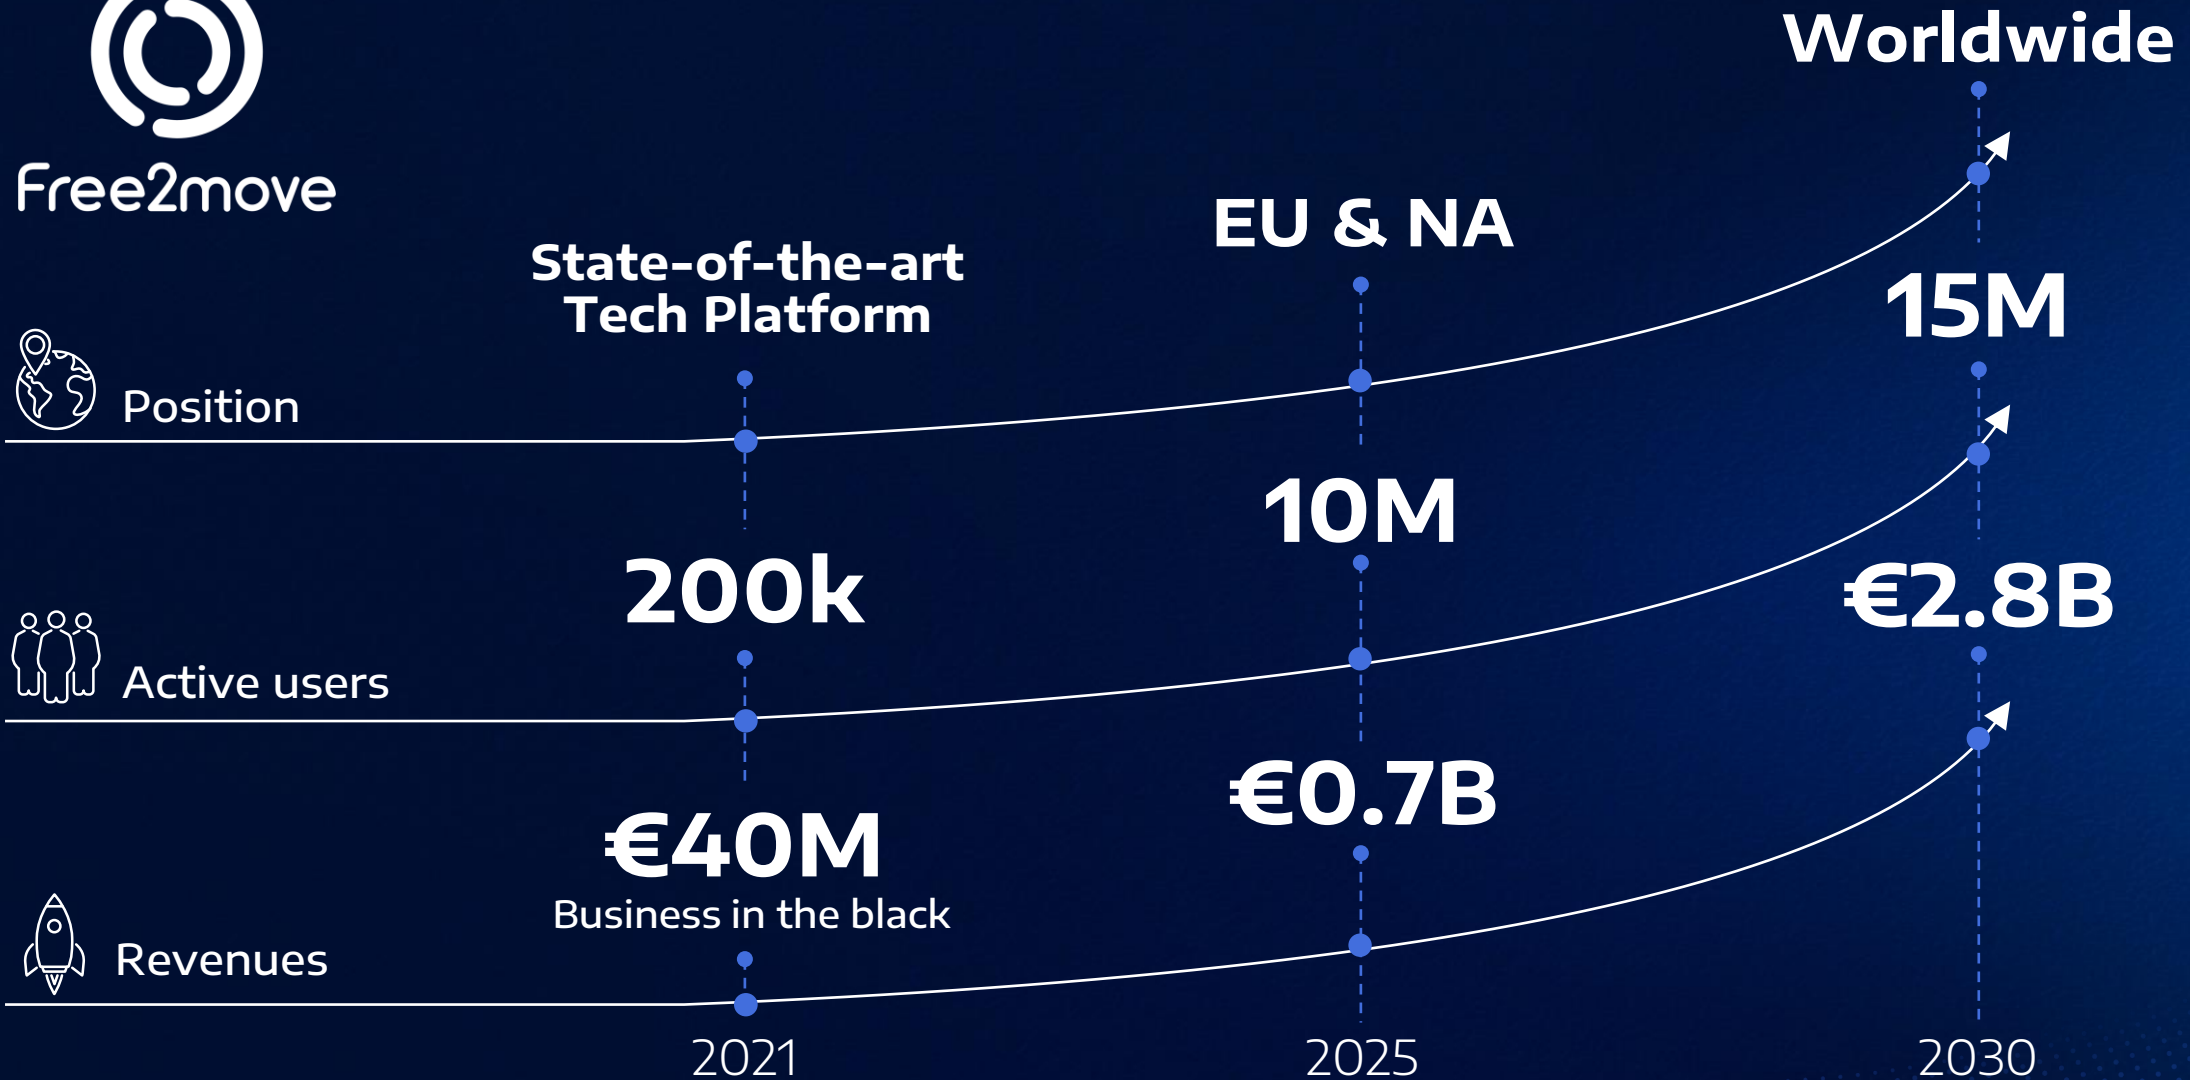 Free2move
Worldwide
EU & NA
State-of-the-art
Tech Platform
Position
15M
10M
200k
Active users
€2.8B
€0.7B
€40M
Business in the black
Revenues
2021
2025
2030